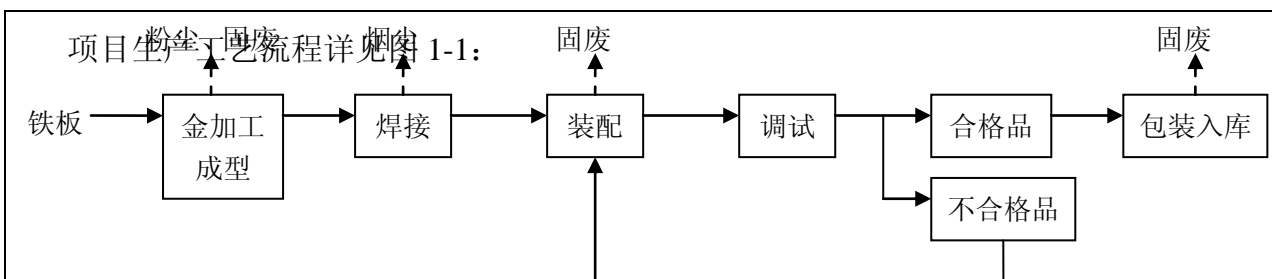 项目生产工艺流程详见图 1-1：
粉尘、固废
烟尘
固废
固废
铁板
金加工
成型
焊接
装配
调试
合格品
包装入库
不合格品